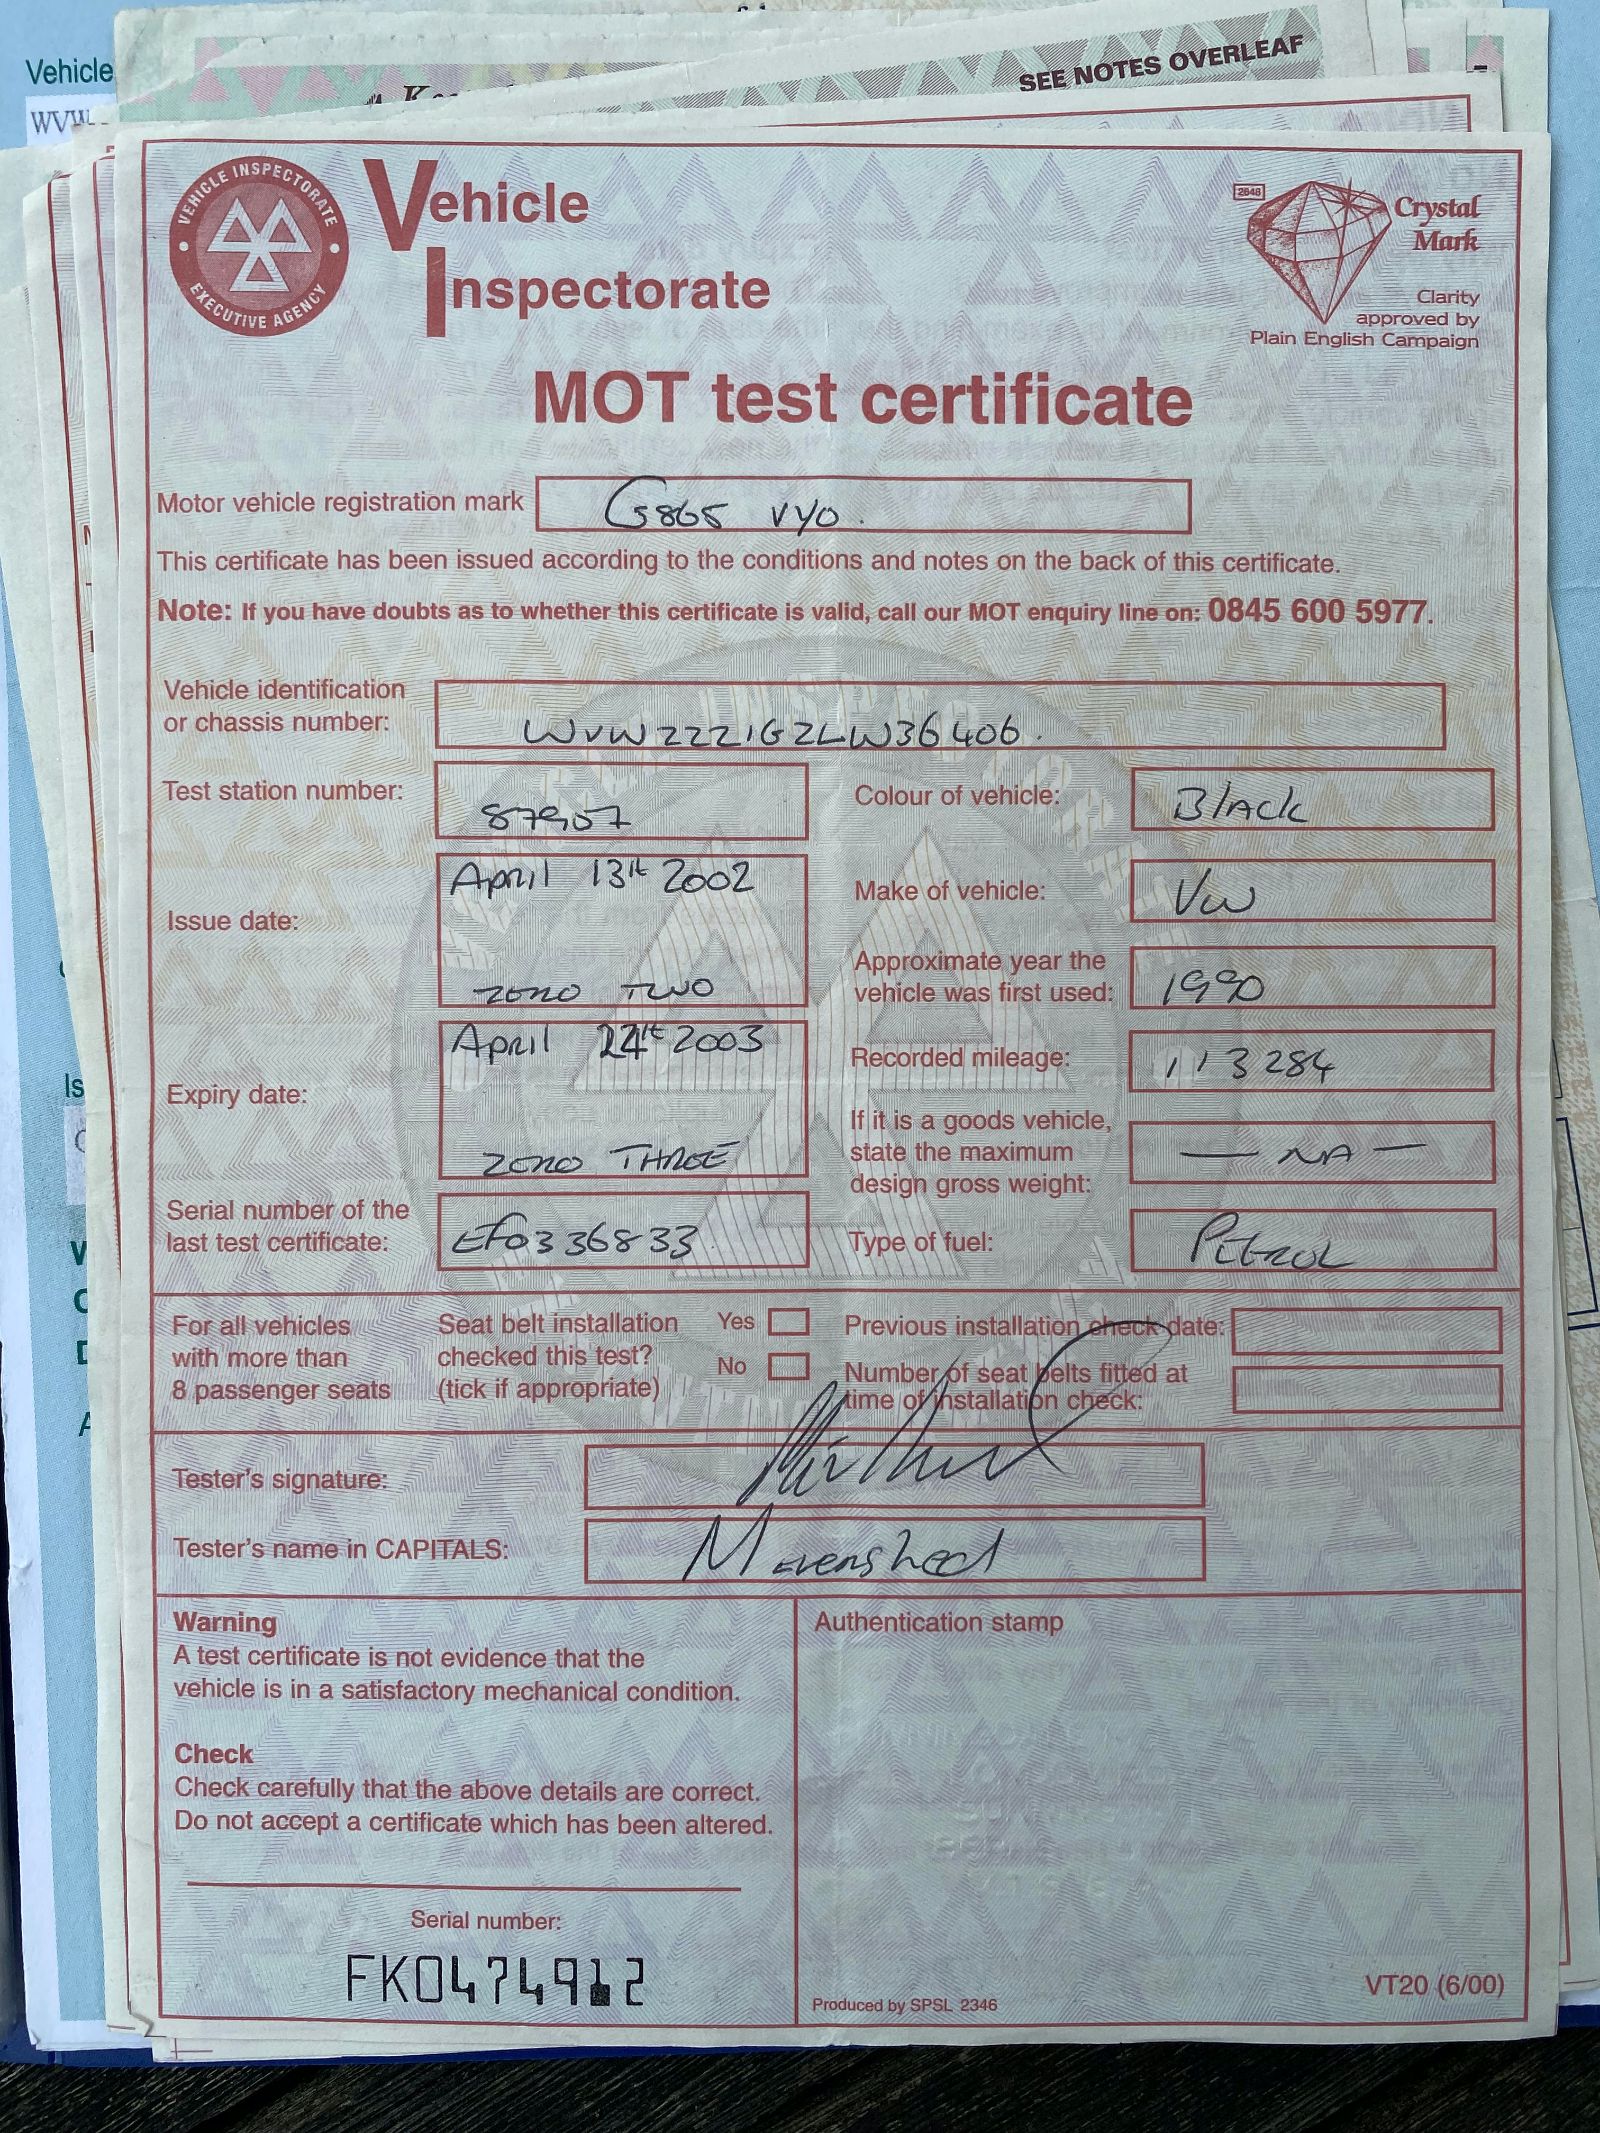 Vehicle
WVW
SEE NOTES OVERLEAF
VEHICLE INSPECTORATE
EXECUTIVE AGENCY
Vehicle
Inspectorate
2648
Crystal
Mark
Clarity
approved by
Plain English Campaign
MOT test certificate
Motor vehicle registration mark G865 VYO.
This certificate has been issued according to the conditions and notes on the back of this certificate.
Note: If you have doubts as to whether this certificate is valid, call our MOT enquiry line on: 0845 600 5977.
Vehicle identification
or chassis number: WVWZZZ1GZLW36406.
Test station number: 87907
Colour of vehicle: Black
Issue date: April 13th 2002
ZERO TWO
Make of vehicle: VW
Approximate year the
vehicle was first used: 1990
Expiry date: April 24th 2003
ZERO THREE
Recorded mileage: 113284
If it is a goods vehicle,
state the maximum
design gross weight: — NA —
Serial number of the
last test certificate: EF0336833
Type of fuel: PETROL
For all vehicles
with more than
8 passenger seats
Seat belt installation
checked this test?
(tick if appropriate)
Yes
No
Previous installation check date:
Number of seat belts fitted at
time of installation check:
Tester's signature:
Tester's name in CAPITALS:
Warning
A test certificate is not evidence that the
vehicle is in a satisfactory mechanical condition.
Check
Check carefully that the above details are correct.
Do not accept a certificate which has been altered.
Serial number:
FK0474912
Authentication stamp
Produced by SPSL 2346
VT20 (6/00)